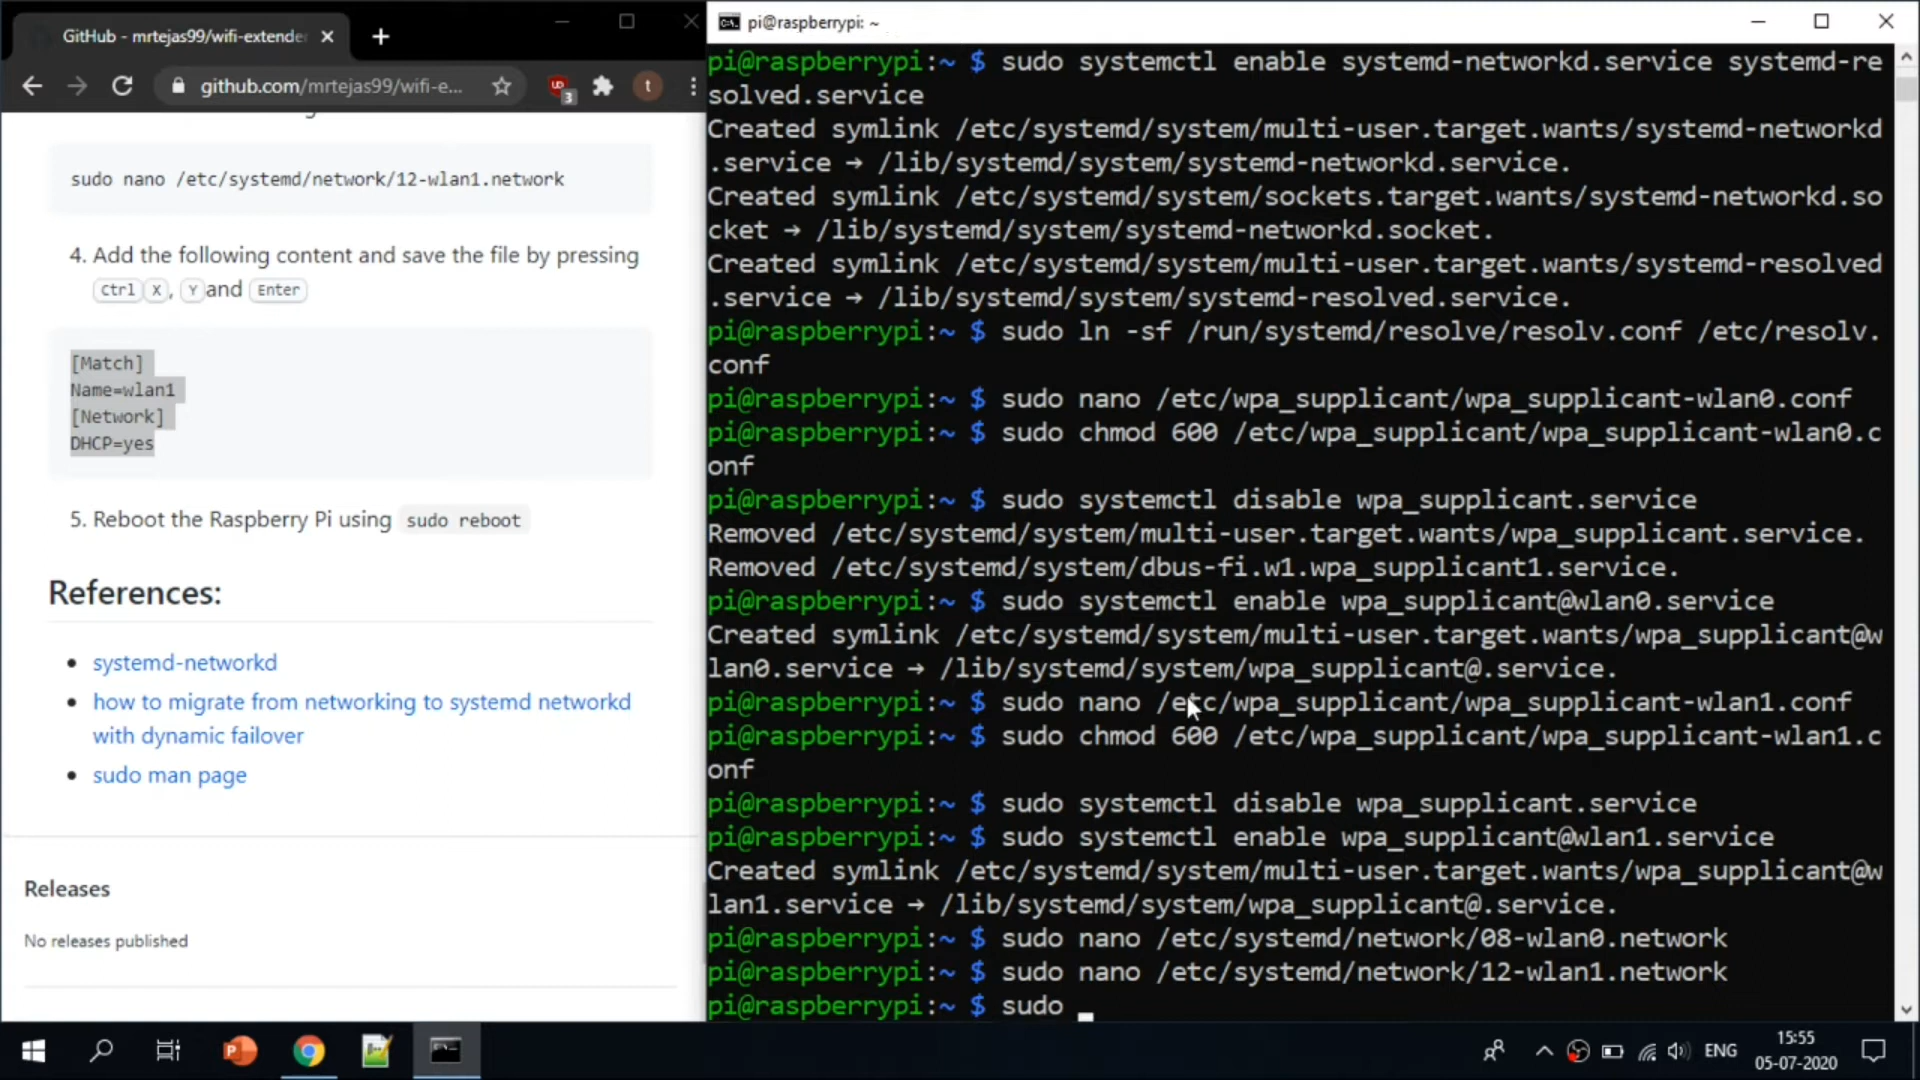 GitHub - mrtejas99/wifi-extende
github.com/mrtejas99/wifi-e...
3
t
sudo nano /etc/systemd/network/12-wlan1.network
4. Add the following content and save the file by pressing
Ctrl X, Y and Enter
[Match]
Name=wlan1
[Network]
DHCP=yes
5. Reboot the Raspberry Pi using sudo reboot
References:
• systemd-networkd
• how to migrate from networking to systemd networkd
with dynamic failover
• sudo man page
Releases
No releases published
pi@raspberrypi: ~
pi@raspberrypi:~ $ sudo systemctl enable systemd-networkd.service systemd-re
solved.service
Created symlink /etc/systemd/system/multi-user.target.wants/systemd-networkd
.service → /lib/systemd/system/systemd-networkd.service.
Created symlink /etc/systemd/system/sockets.target.wants/systemd-networkd.so
cket → /lib/systemd/system/systemd-networkd.socket.
Created symlink /etc/systemd/system/multi-user.target.wants/systemd-resolved
.service → /lib/systemd/system/systemd-resolved.service.
pi@raspberrypi:~ $ sudo ln -sf /run/systemd/resolve/resolv.conf /etc/resolv.
conf
pi@raspberrypi:~ $ sudo nano /etc/wpa_supplicant/wpa_supplicant-wlan0.conf
pi@raspberrypi:~ $ sudo chmod 600 /etc/wpa_supplicant/wpa_supplicant-wlan0.c
onf
pi@raspberrypi:~ $ sudo systemctl disable wpa_supplicant.service
Removed /etc/systemd/system/multi-user.target.wants/wpa_supplicant.service.
Removed /etc/systemd/system/dbus-fi.w1.wpa_supplicant1.service.
pi@raspberrypi:~ $ sudo systemctl enable wpa_supplicant@wlan0.service
Created symlink /etc/systemd/system/multi-user.target.wants/wpa_supplicant@w
lan0.service → /lib/systemd/system/wpa_supplicant@.service.
pi@raspberrypi:~ $ sudo nano /etc/wpa_supplicant/wpa_supplicant-wlan1.conf
pi@raspberrypi:~ $ sudo chmod 600 /etc/wpa_supplicant/wpa_supplicant-wlan1.c
onf
pi@raspberrypi:~ $ sudo systemctl disable wpa_supplicant.service
pi@raspberrypi:~ $ sudo systemctl enable wpa_supplicant@wlan1.service
Created symlink /etc/systemd/system/multi-user.target.wants/wpa_supplicant@w
lan1.service → /lib/systemd/system/wpa_supplicant@.service.
pi@raspberrypi:~ $ sudo nano /etc/systemd/network/08-wlan0.network
pi@raspberrypi:~ $ sudo nano /etc/systemd/network/12-wlan1.network
pi@raspberrypi:~ $ sudo
ENG
15:55
05-07-2020